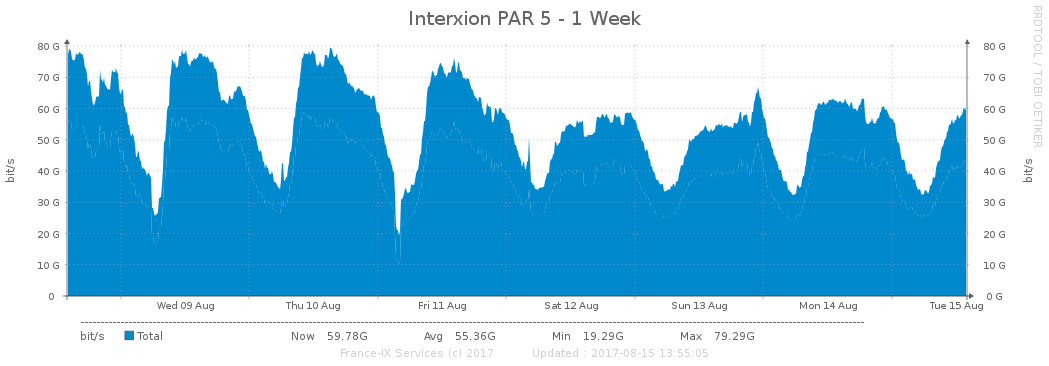 Interxion PAR 5 - 1 Week
RRDTOOL / TOBI OETIKER
80 G 80 G
70 G 70 G
60 G 60 G
50 G 50 G
40 G 40 G
30 G 30 G
20 G 20 G
10 G 10 G
0 0 G
bit/s bit/s
Wed 09 Aug Thu 10 Aug Fri 11 Aug Sat 12 Aug Sun 13 Aug Mon 14 Aug Tue 15 Aug
bit/s Total Now 59.78G Avg 55.36G Min 19.29G Max 79.29G
France-IX Services (c) 2017 Updated : 2017-08-15 13:55:05